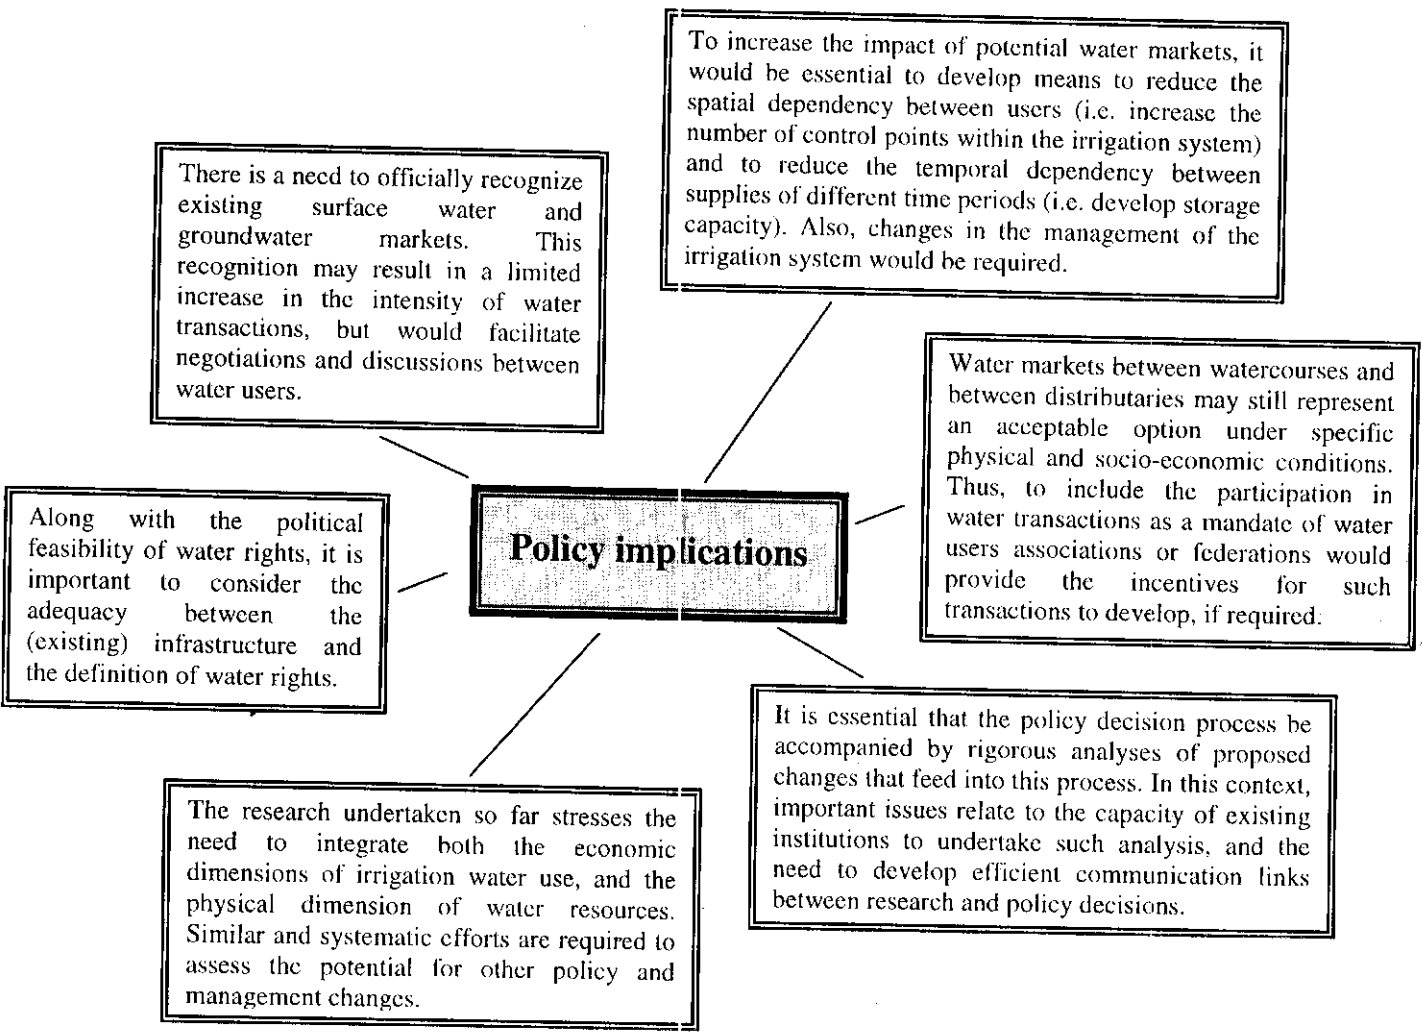 To increase the impact of potential water markets, it
would be essential to develop means to reduce the
spatial dependency between users (i.e. increase the
number of control points within the irrigation system)
and to reduce the temporal dependency between
supplies of different time periods (i.e. develop storage
capacity). Also, changes in the management of the
irrigation system would be required.
There is a need to officially recognize
existing surface water and
groundwater markets. This
recognition may result in a limited
increase in the intensity of water
transactions, but would facilitate
negotiations and discussions between
water users.
Water markets between watercourses and
between distributaries may still represent
an acceptable option under specific
physical and socio-economic conditions.
Thus, to include the participation in
water transactions as a mandate of water
users associations or federations would
provide the incentives for such
transactions to develop, if required.
Policy implications
Along with the political
feasibility of water rights, it is
important to consider the
adequacy between the
(existing) infrastructure and
the definition of water rights.
It is essential that the policy decision process be
accompanied by rigorous analyses of proposed
changes that feed into this process. In this context,
important issues relate to the capacity of existing
institutions to undertake such analysis, and the
need to develop efficient communication links
between research and policy decisions.
The research undertaken so far stresses the
need to integrate both the economic
dimensions of irrigation water use, and the
physical dimension of water resources.
Similar and systematic efforts are required to
assess the potential for other policy and
management changes.